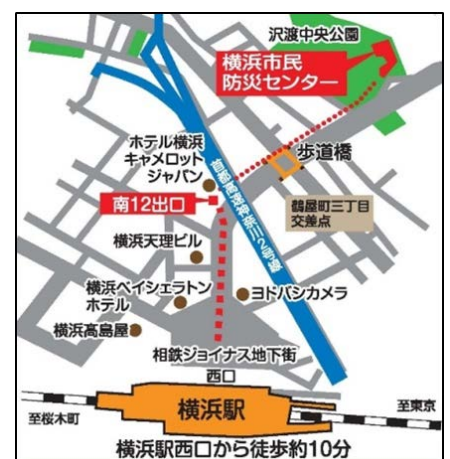 沢渡中央公園
横浜市民
防災センター
ホテル横浜
キャメロット
ジャパン
歩道橋
首都高速神奈川2号線
南12出口
鶴屋町三丁目
交差点
横浜天理ビル
横浜ベイシェラトン
ホテル
ヨドバシカメラ
横浜髙島屋
相鉄ジョイナス地下街
西口
横浜駅
至桜木町
至東京
横浜駅西口から徒歩約10分